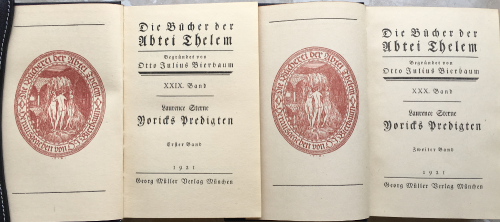 Die Bücher der
Abtei Thelem
Begründet von
Otto Julius Bierbaum
XXIX. Band
Laurence Sterne
Yoricks Predigten
Erster Band
1921
Georg Müller Verlag München
Die Bücher der
Abtei Thelem
Begründet von
Otto Julius Bierbaum
XXX. Band
Laurence Sterne
Yoricks Predigten
Zweiter Band
1921
Georg Müller Verlag München